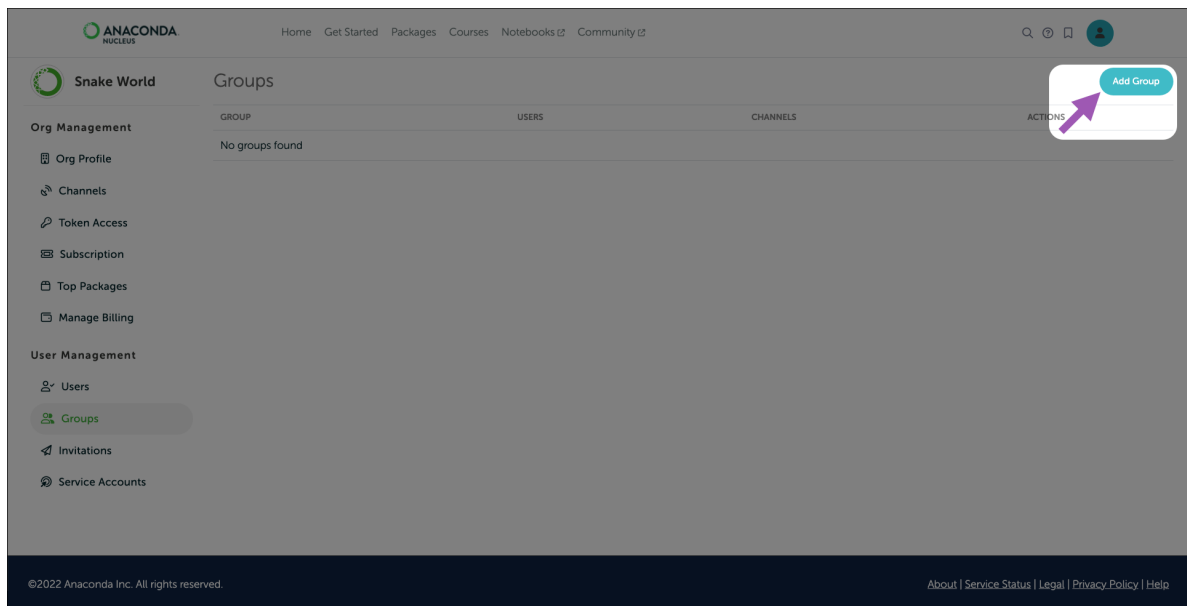 ANACONDA.
NUCLEUS
Home Get Started Packages Courses Notebooks Community
Snake World
Groups
Add Group
GROUP USERS CHANNELS ACTIONS
No groups found
Org Management
Org Profile
Channels
Token Access
Subscription
Top Packages
Manage Billing
User Management
Users
Groups
Invitations
Service Accounts
©2022 Anaconda Inc. All rights reserved.
About | Service Status | Legal | Privacy Policy | Help